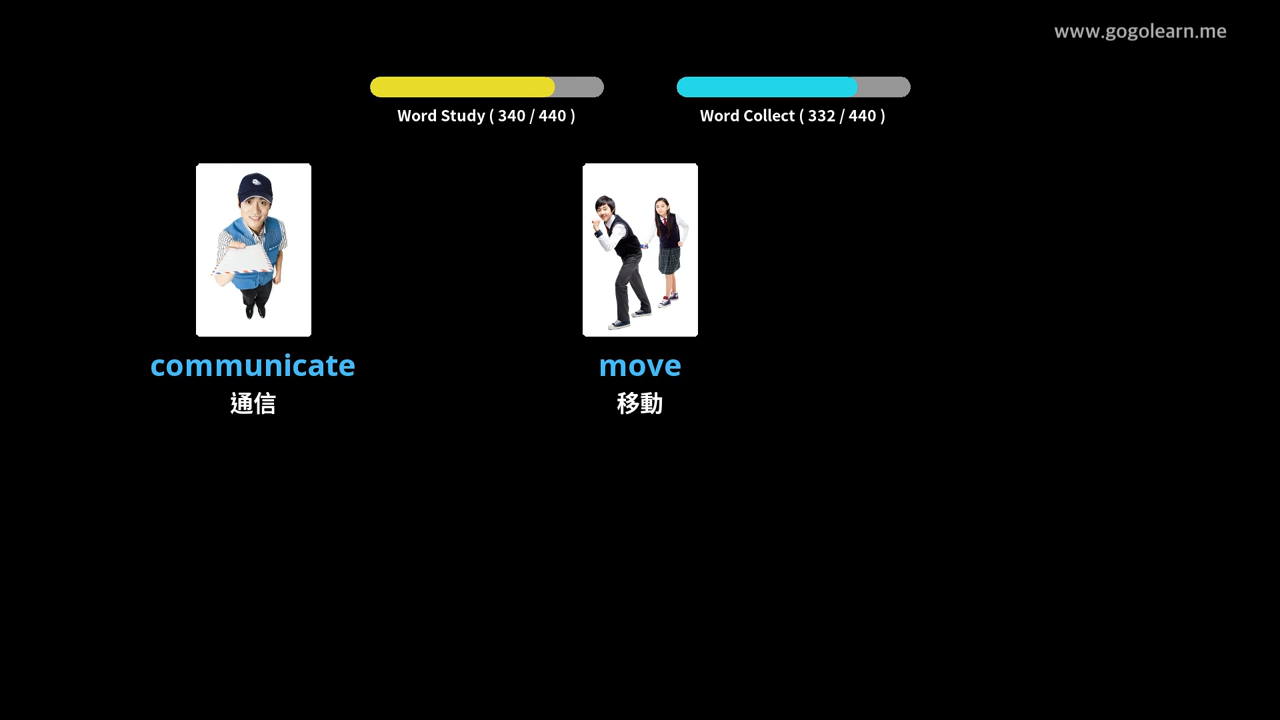 www.gogolearn.me
Word Study ( 340 / 440 )
Word Collect ( 332 / 440 )
communicate
通信
move
移動